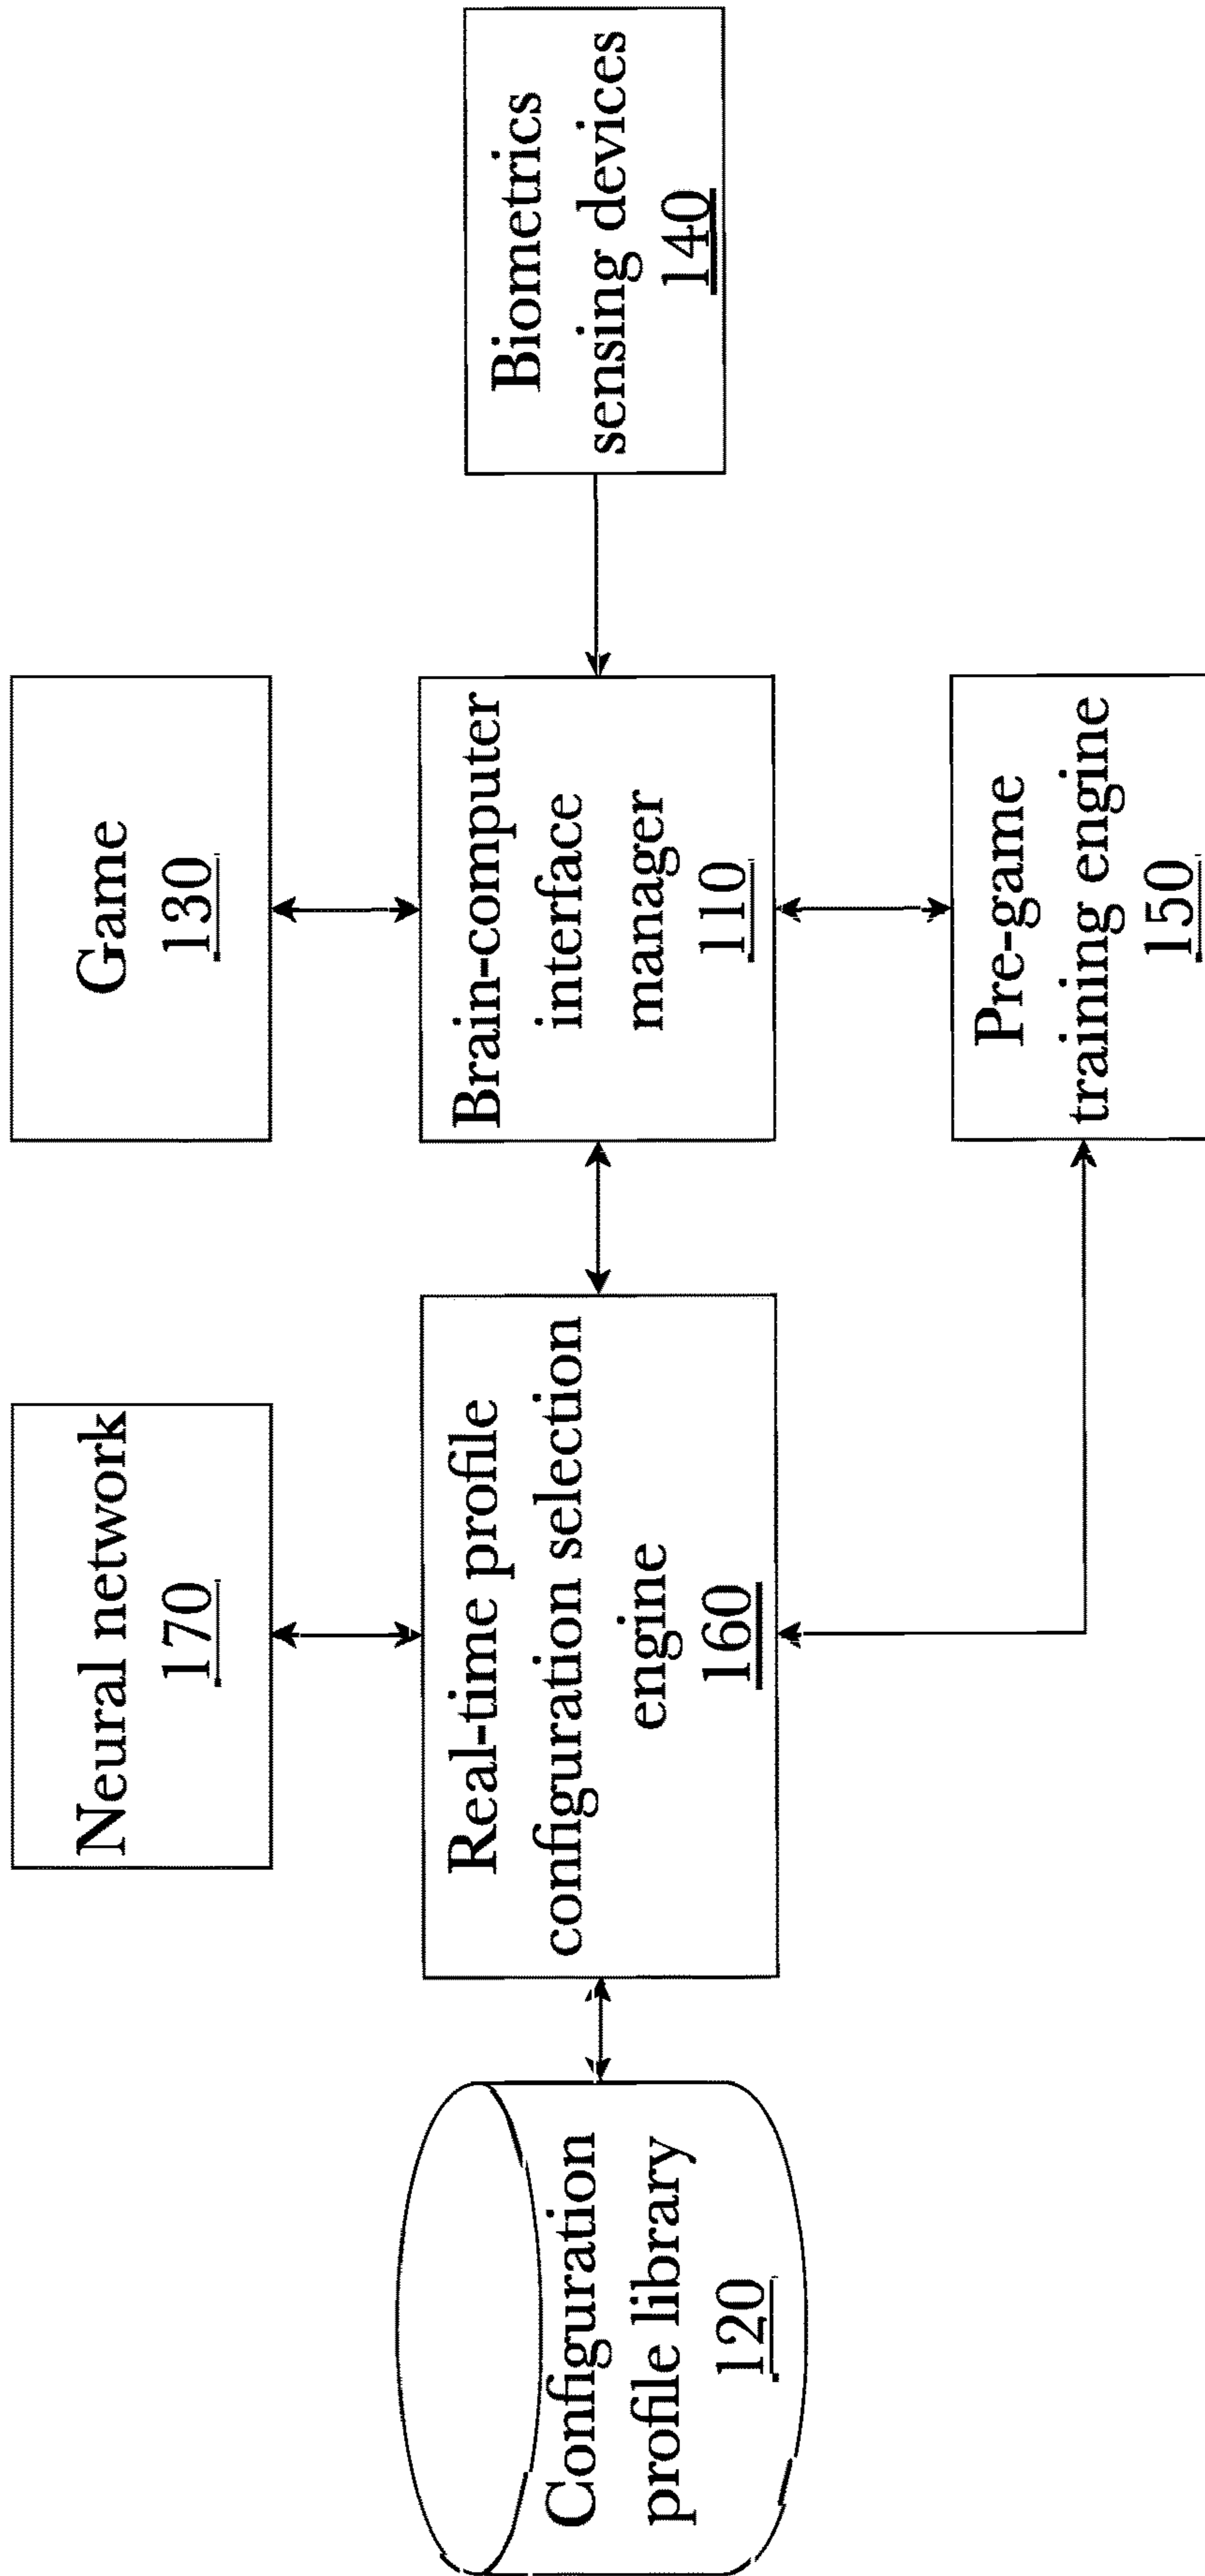 Neural network
170
Game
130
Configuration
profile library
120
Real-time profile
configuration selection
engine
160
Brain-computer
interface
manager
110
Biometrics
sensing devices
140
Pre-game
training engine
150